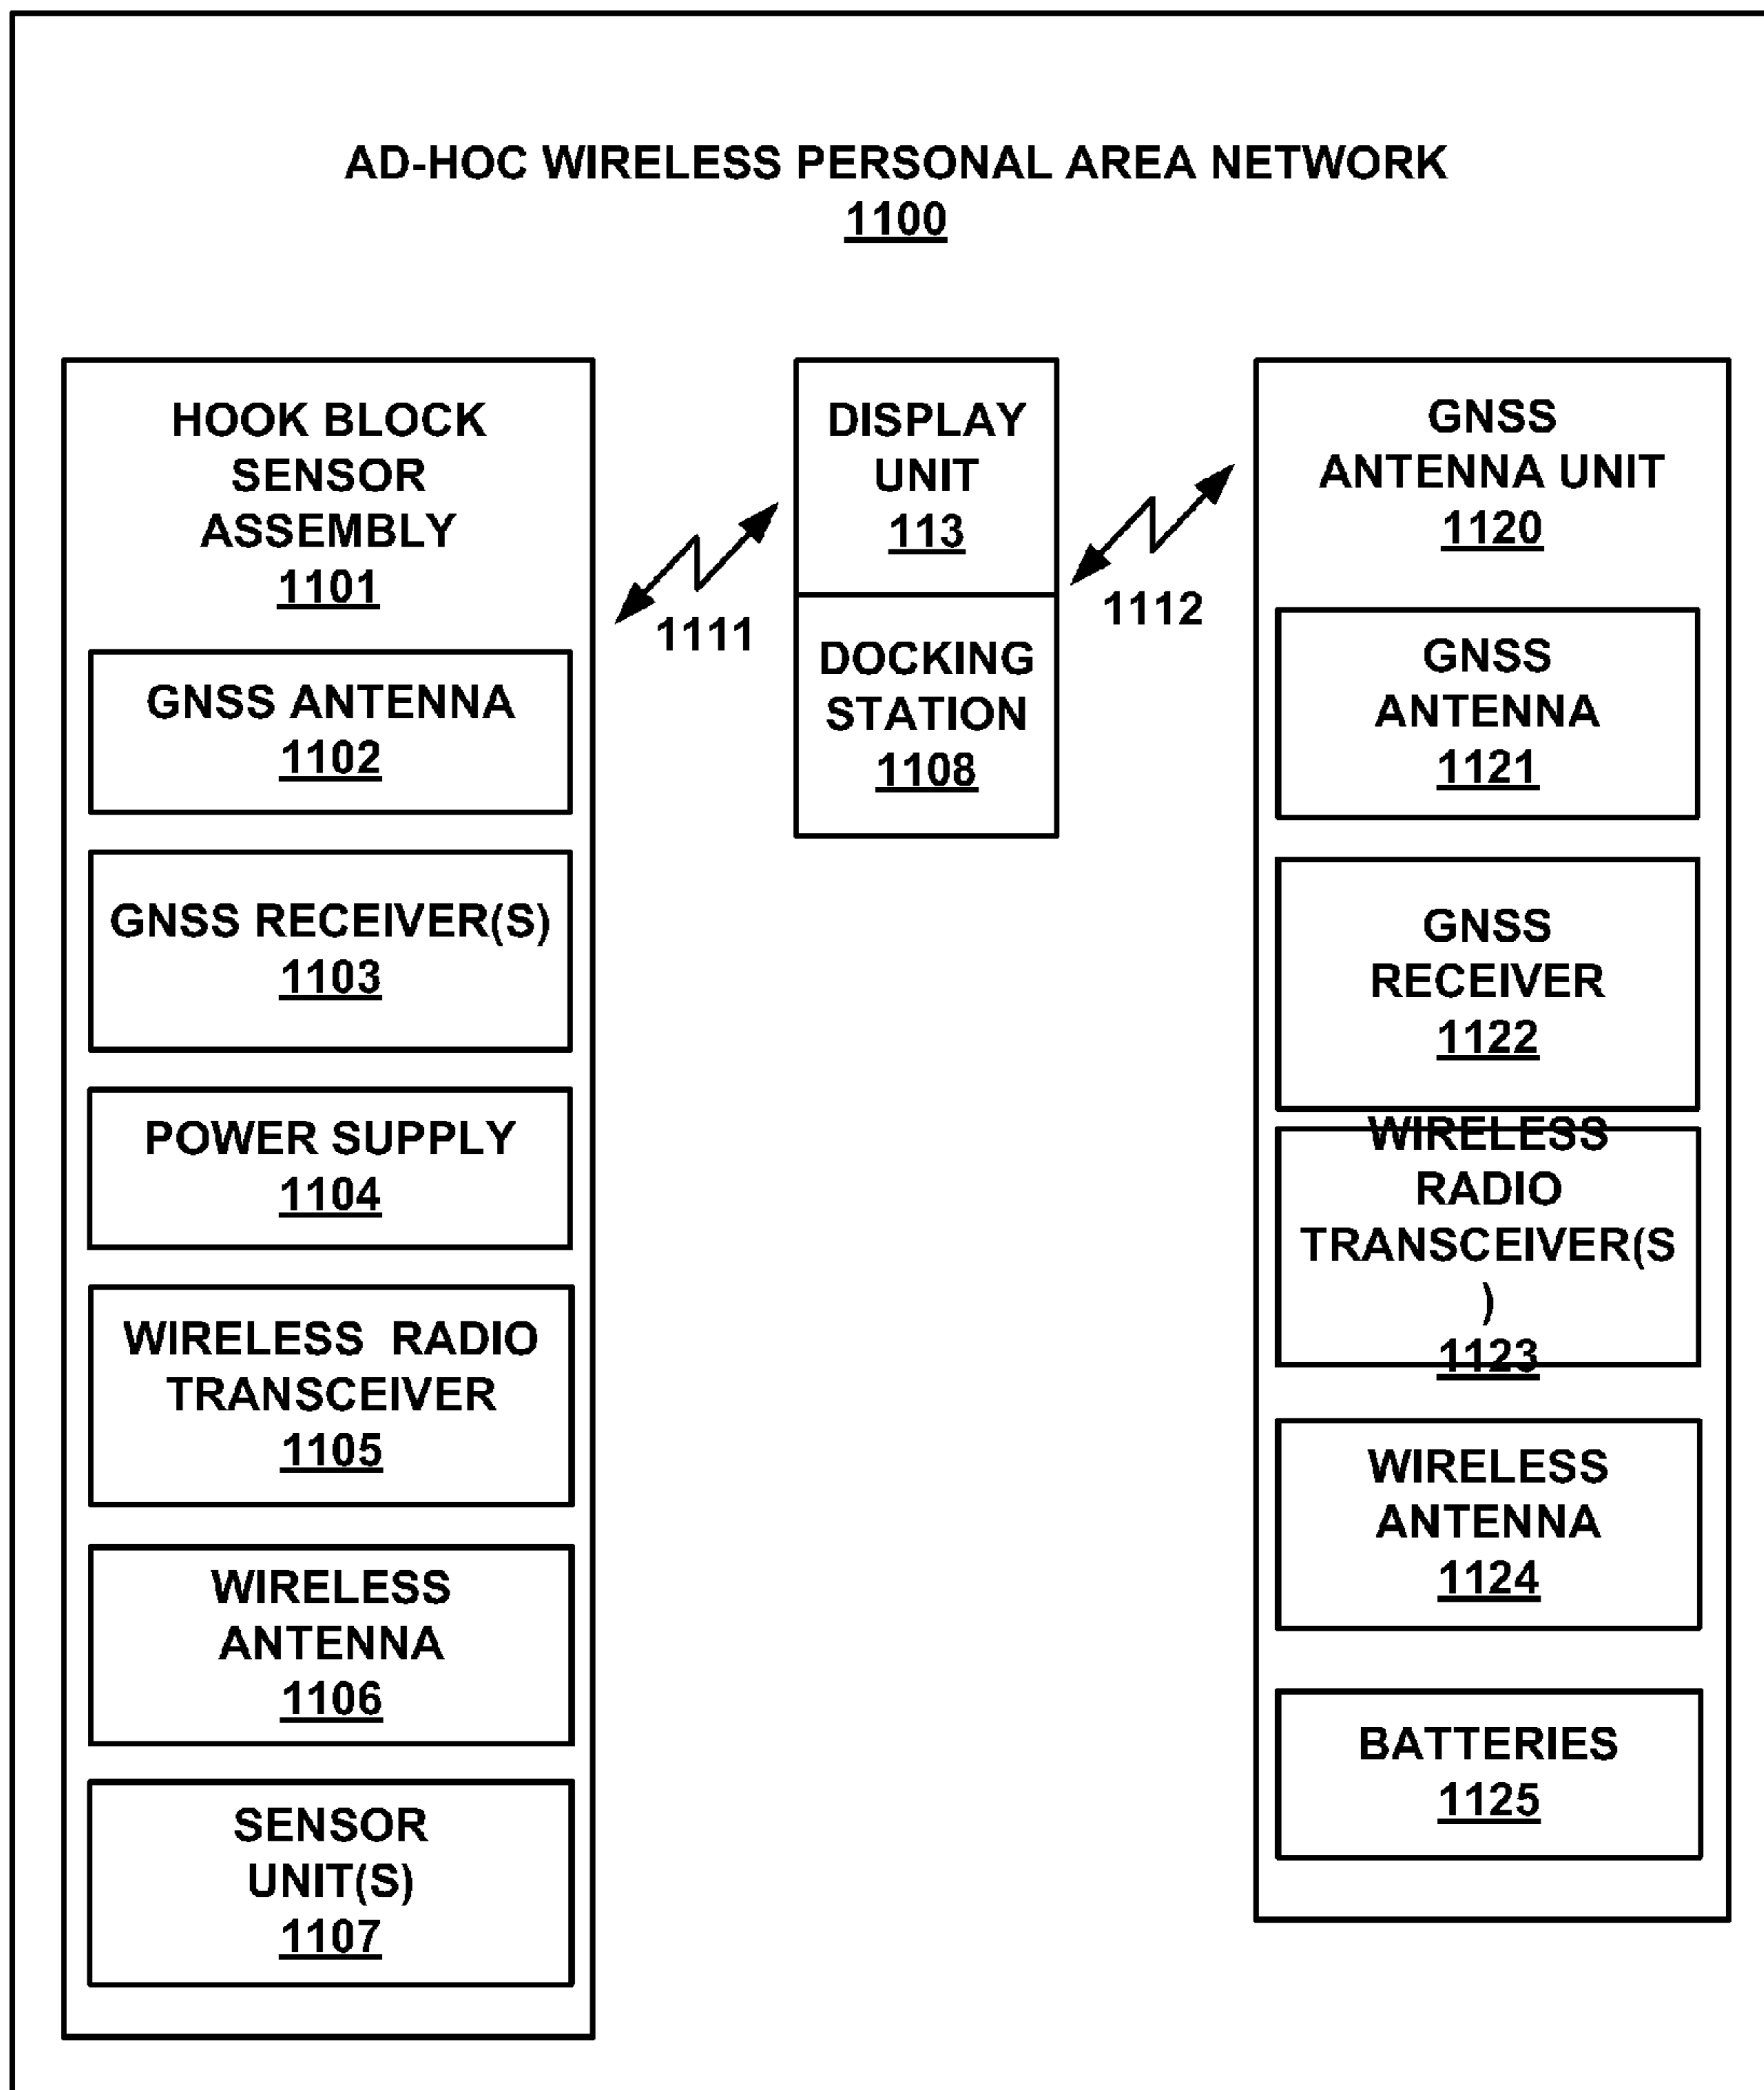 AD-HOC WIRELESS PERSONAL AREA NETWORK
1100
HOOK BLOCK
SENSOR
ASSEMBLY
1101
GNSS ANTENNA
1102
GNSS RECEIVER(S)
1103
POWER SUPPLY
1104
WIRELESS RADIO
TRANSCEIVER
1105
WIRELESS
ANTENNA
1106
SENSOR
UNIT(S)
1107
1111
DISPLAY
UNIT
113
DOCKING
STATION
1108
1112
GNSS
ANTENNA UNIT
1120
GNSS
ANTENNA
1121
GNSS
RECEIVER
1122
WIRELESS
RADIO
TRANSCEIVER(S
)
1123
WIRELESS
ANTENNA
1124
BATTERIES
1125